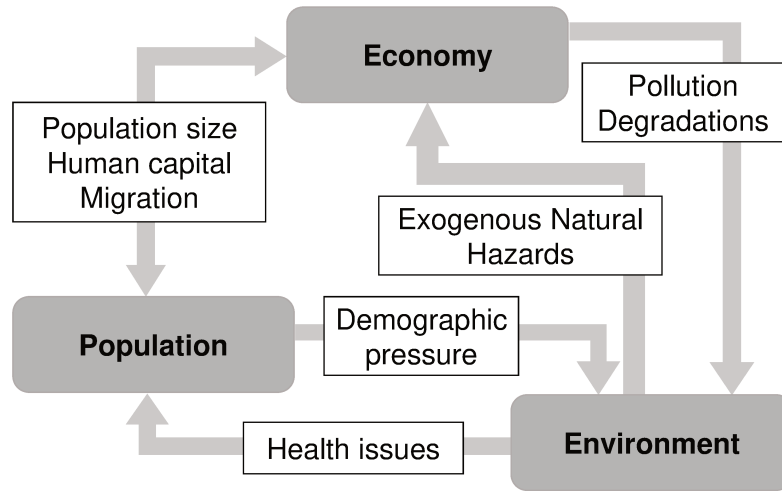 Economy
Pollution
Degradations
Population size
Human capital
Migration
Exogenous Natural
Hazards
Population
Demographic
pressure
Health issues
Environment